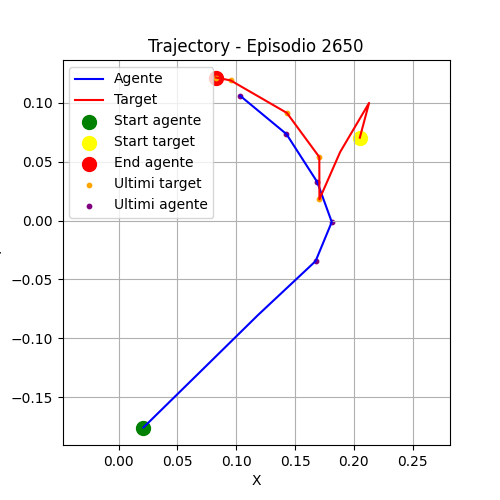 Trajectory - Episodio 2650
Agente
Target
Start agente
Start target
End agente
Ultimi target
Ultimi agente
0.10
0.05
0.00
−0.05
−0.10
−0.15
0.00
0.05
0.10
0.15
0.20
0.25
X